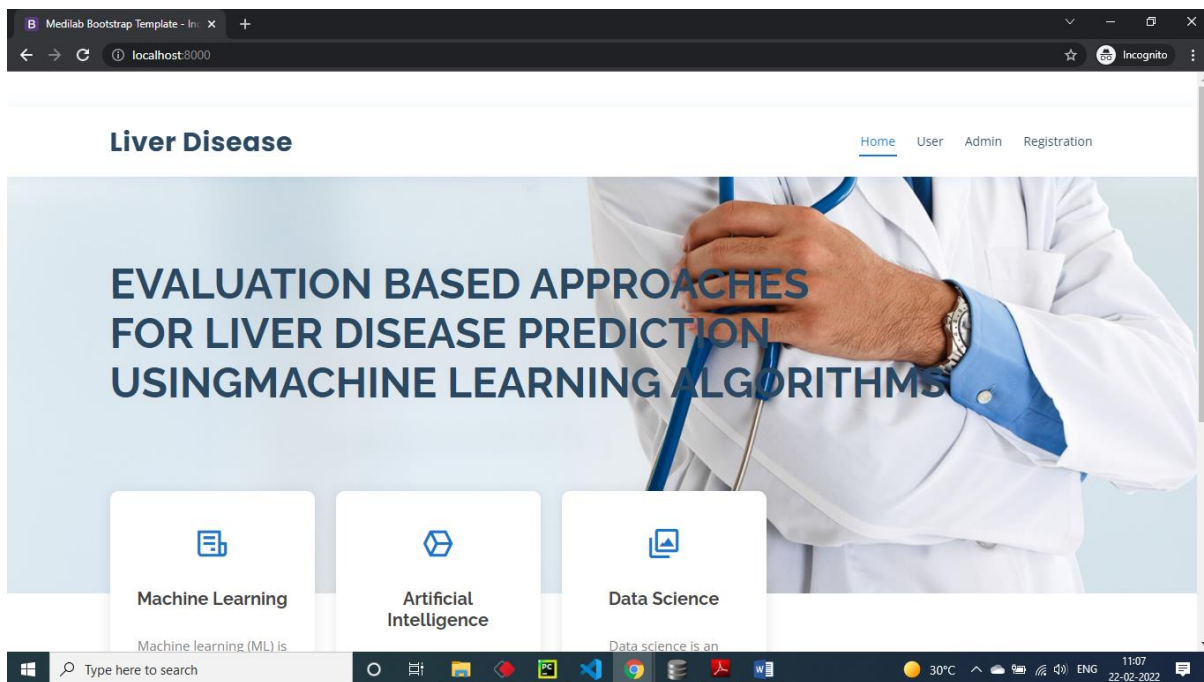 B Medilab Bootstrap Template - Inc
localhost:8000
Incognito
Liver Disease
Home User Admin Registration
EVALUATION BASED APPROACHES
FOR LIVER DISEASE PREDICTION
USINGMACHINE LEARNING ALGORITHMS
Machine Learning
Machine learning (ML) is
Artificial
Intelligence
Data Science
Data science is an
Type here to search
PC
W
30°C
ENG
11:07
22-02-2022